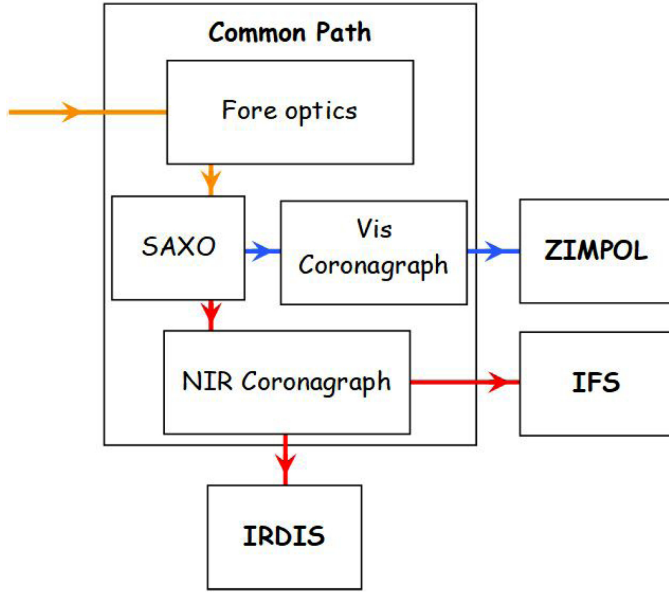 Common Path
Fore optics
SAXO
Vis
Coronagraph
ZIMPOL
NIR Coronagraph
IFS
IRDIS